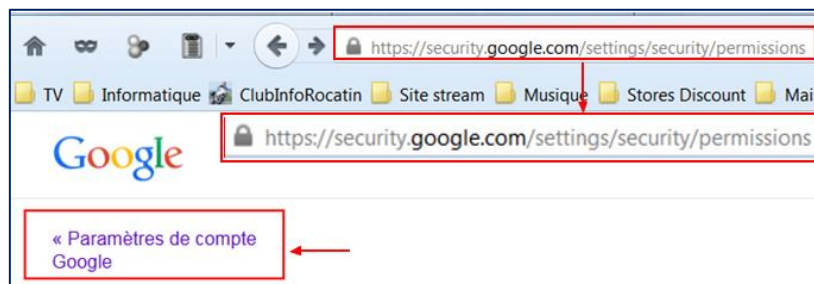 https://security.google.com/settings/security/permissions
TV Informatique ClubInfoRocatin Site stream Musique Stores Discount Mai
Google https://security.google.com/settings/security/permissions
« Paramètres de compte
Google